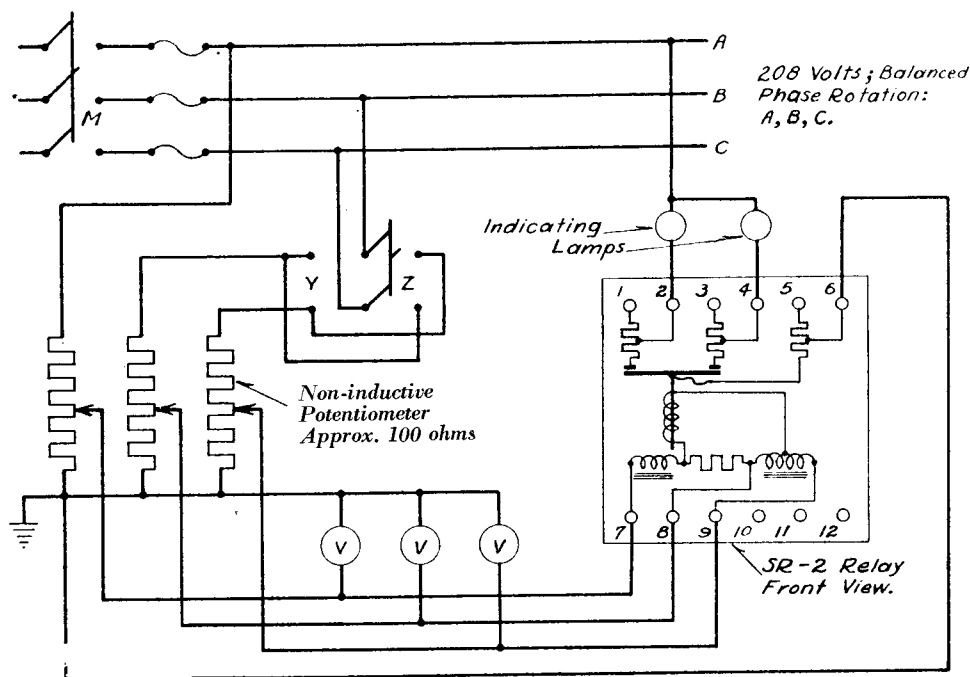 A
B
C
208 Volts; Balanced
Phase Rotation:
A, B, C.
M
Indicating
Lamps
Y
Z
1 2 3 4 5 6
Non-inductive
Potentiometer
Approx. 100 ohms
V V V
7 8 9 10 11 12
SR-2 Relay
Front View.